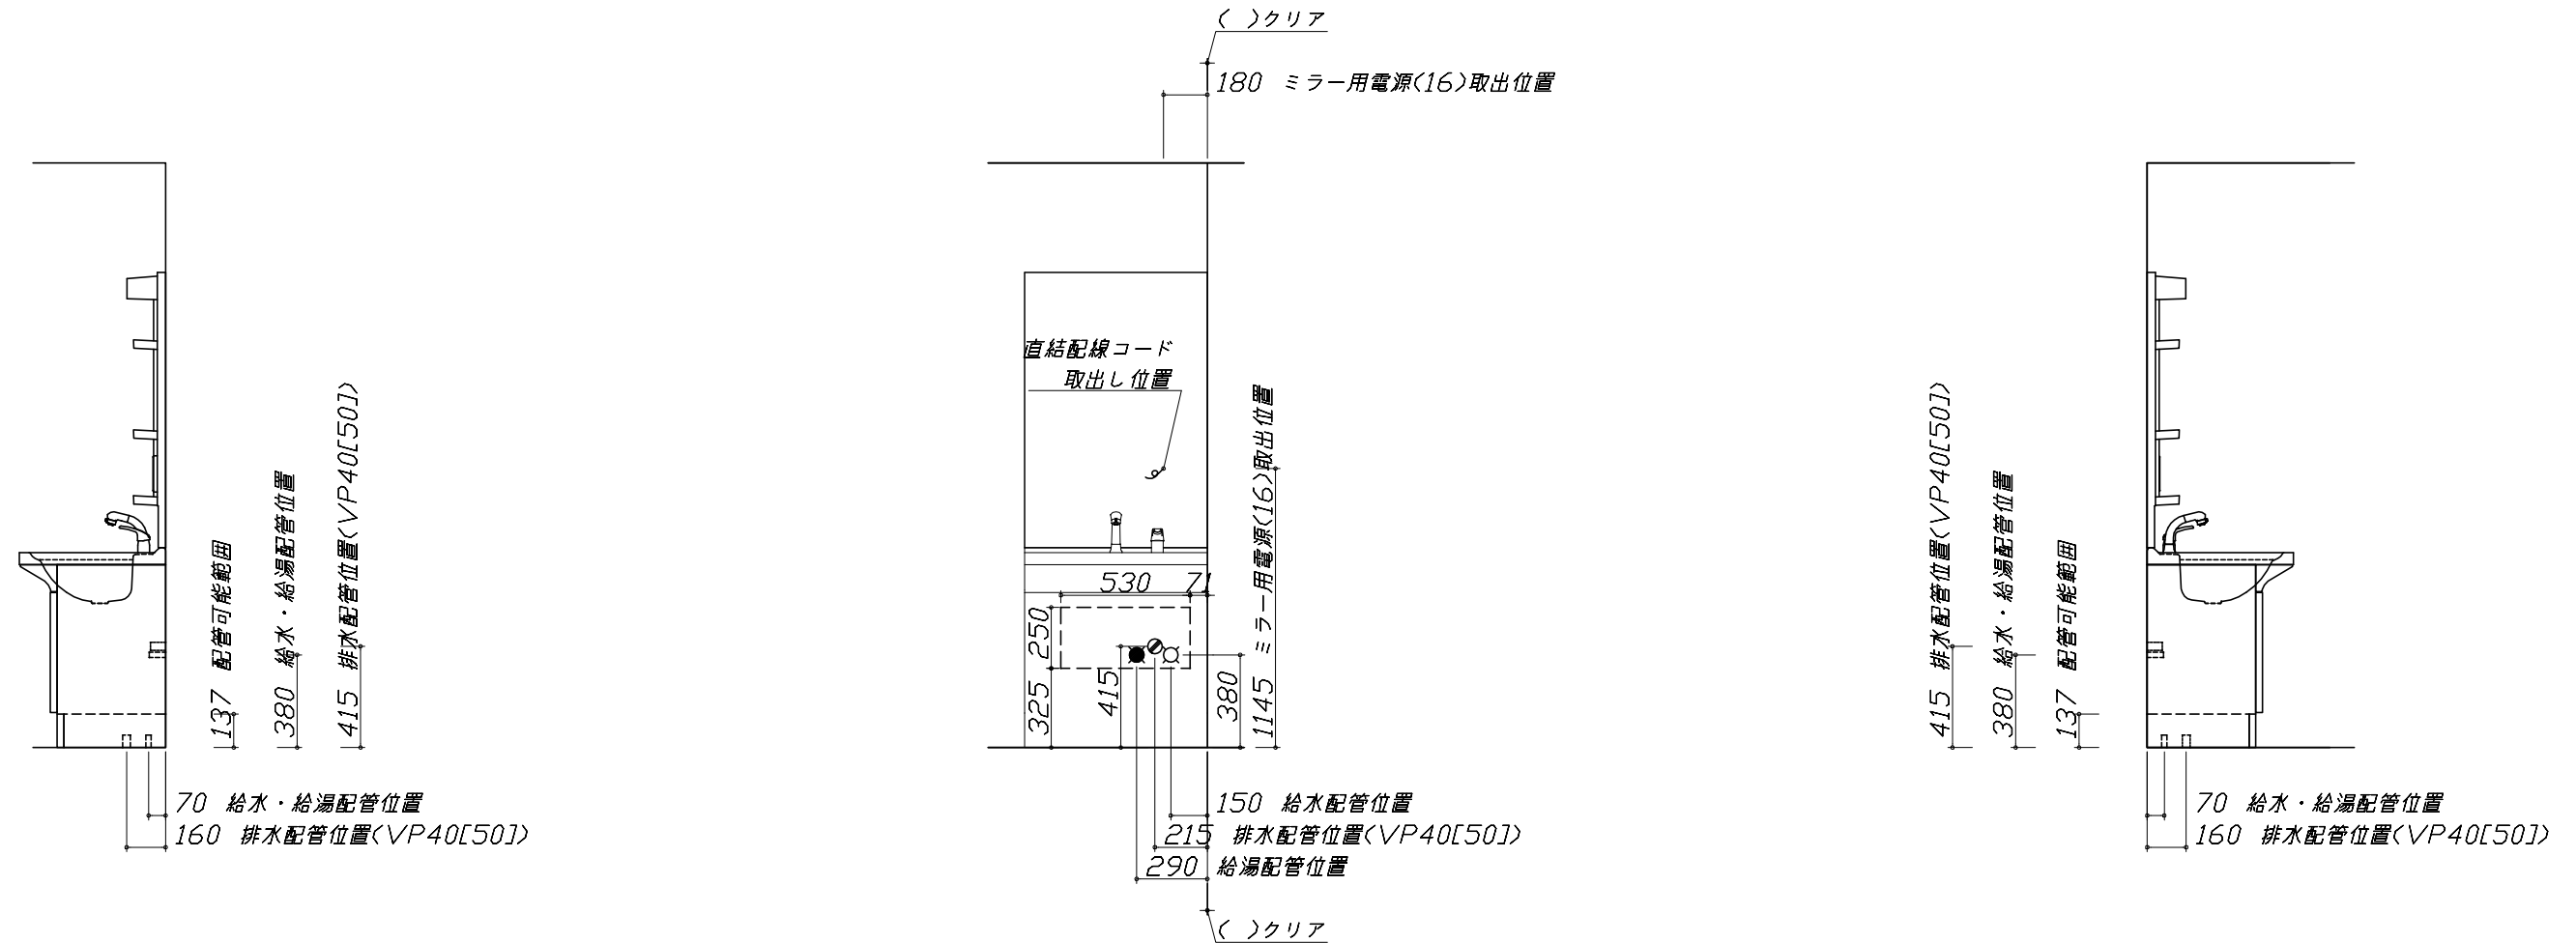 ( )クリア
180 ミラー用電源(16)取出位置
直結配線コード
取出し位置
1145 ミラー用電源(16)取出位置
530 71
250
325
415
380
150 給水配管位置
215 排水配管位置(VP40[50])
290 給湯配管位置
( )クリア
137 配管可能範囲
380 給水・給湯配管位置
415 排水配管位置(VP40[50])
70 給水・給湯配管位置
160 排水配管位置(VP40[50])
415 排水配管位置(VP40[50])
380 給水・給湯配管位置
137 配管可能範囲
70 給水・給湯配管位置
160 排水配管位置(VP40[50])